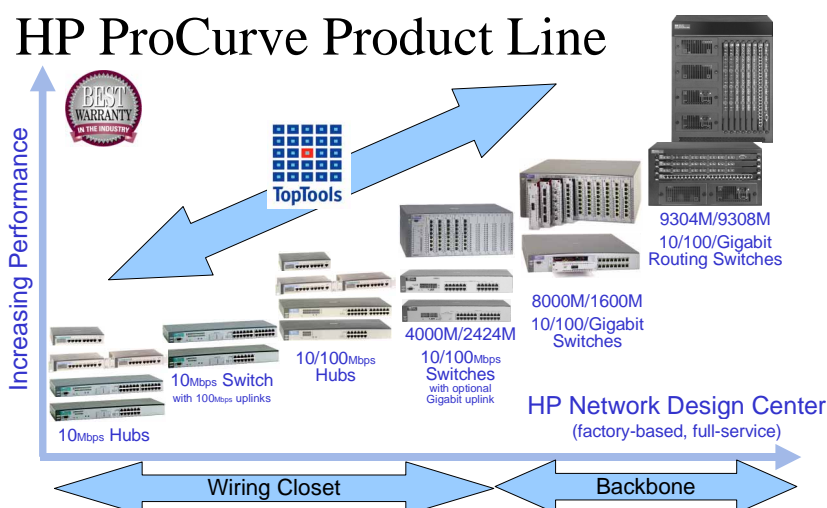 HP ProCurve Product Line
BEST
WARRANTY
IN THE INDUSTRY
TopTools
Increasing Performance
9304M/9308M
10/100/Gigabit
Routing Switches
8000M/1600M
10/100/Gigabit
Switches
4000M/2424M
10/100Mbps
Switches
with optional
Gigabit uplink
10/100Mbps
Hubs
10Mbps Switch
with 100Mbps uplinks
10Mbps Hubs
HP Network Design Center
(factory-based, full-service)
Wiring Closet
Backbone